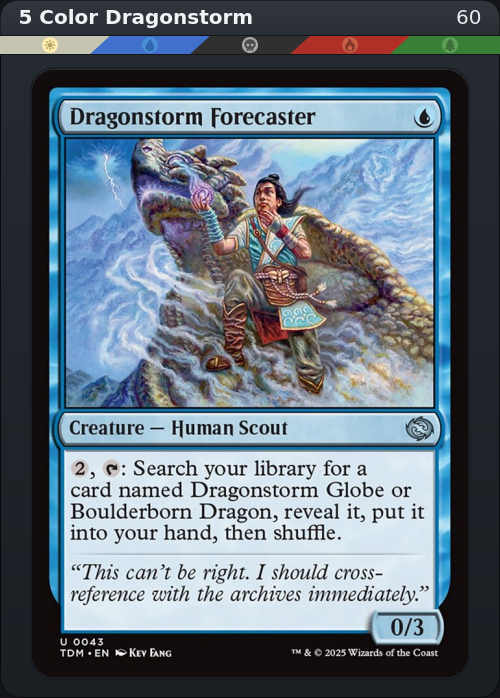 5 Color Dragonstorm 60
Dragonstorm Forecaster
Creature — Human Scout
2, : Search your library for a
card named Dragonstorm Globe or
Boulderborn Dragon, reveal it, put it
into your hand, then shuffle.
“This can't be right. I should cross-
reference with the archives immediately.”
0/3
U 0043
TDM • EN Kev Fang ™ & © 2025 Wizards of the Coast